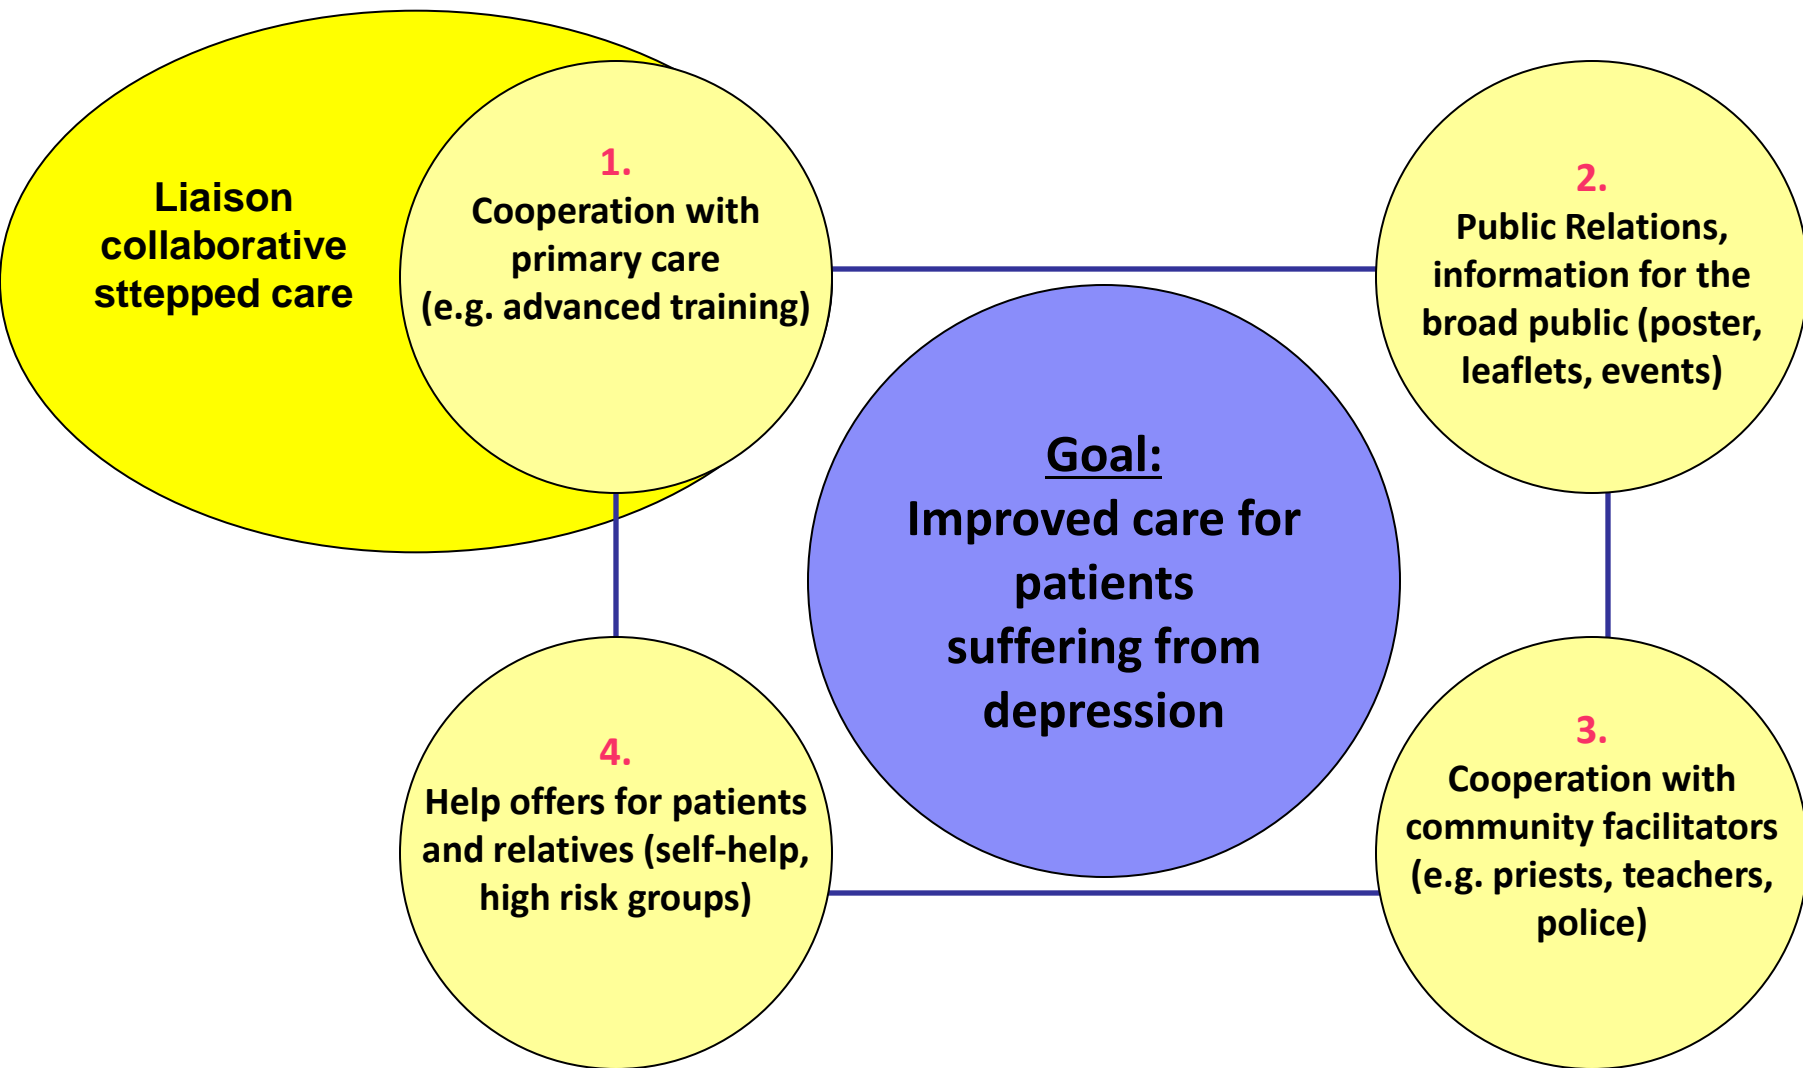 Liaison
collaborative
sttepped care
1.
Cooperation with
primary care
(e.g. advanced training)
2.
Public Relations,
information for the
broad public (poster,
leaflets, events)
Goal:
Improved care for
patients
suffering from
depression
3.
Cooperation with
community facilitators
(e.g. priests, teachers,
police)
4.
Help offers for patients
and relatives (self-help,
high risk groups)